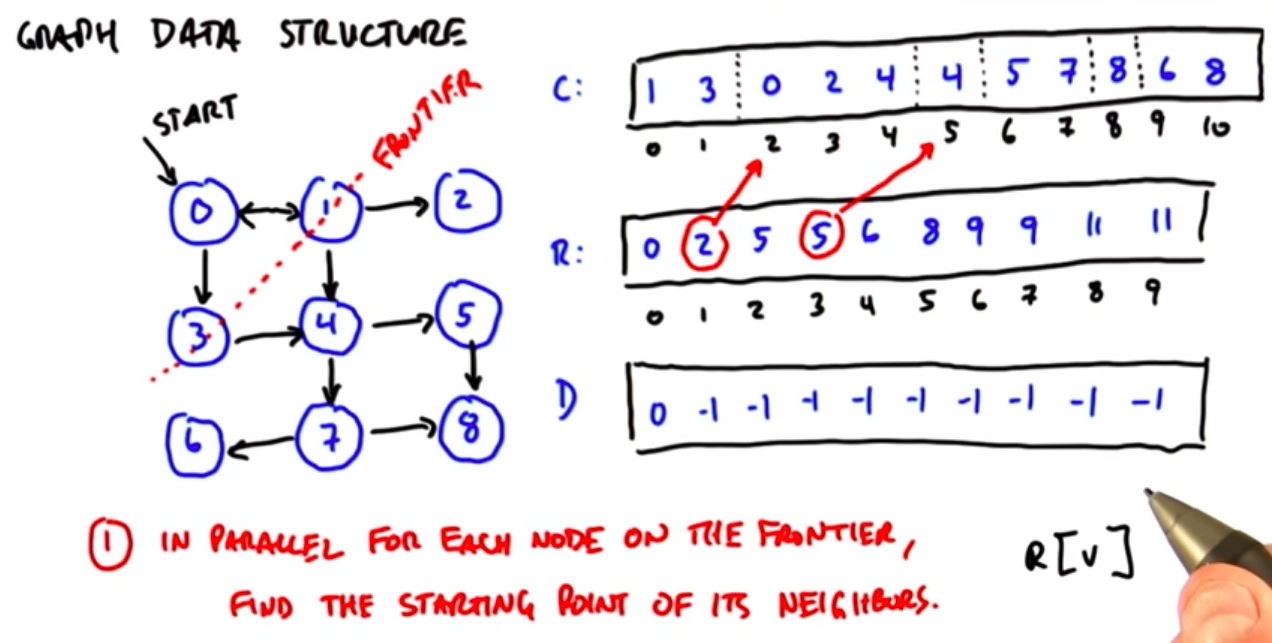 GRAPH DATA STRUCTURE
START
FRONTIER
0 1 2
3 4 5
6 7 8
C: 1 3 0 2 4 4 5 7 8 6 8
0 1 2 3 4 5 6 7 8 9 10
R: 0 2 5 5 6 8 9 9 11 11
0 1 2 3 4 5 6 7 8 9
D 0 -1 -1 -1 -1 -1 -1 -1 -1 -1
1 IN PARALLEL FOR EACH NODE ON THE FRONTIER,
FIND THE STARTING POINT OF ITS NEIGHBORS.
R[V]